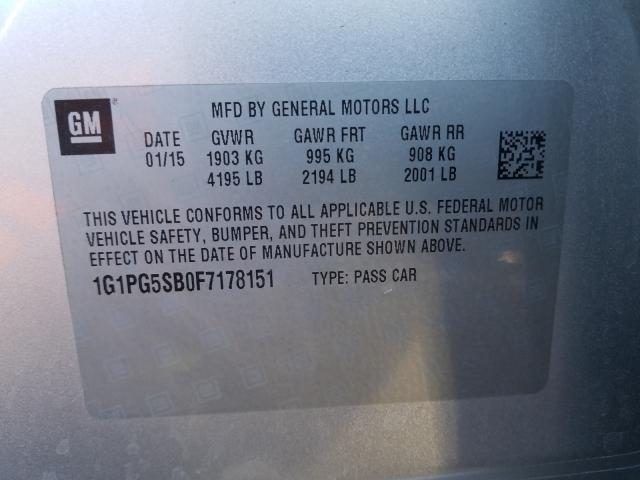 GM MFD BY GENERAL MOTORS LLC
DATE GVWR GAWR FRT GAWR RR
01/15 1903 KG 995 KG 908 KG
4195 LB 2194 LB 2001 LB
THIS VEHICLE CONFORMS TO ALL APPLICABLE U.S. FEDERAL MOTOR
VEHICLE SAFETY, BUMPER, AND THEFT PREVENTION STANDARDS IN
EFFECT ON THE DATE OF MANUFACTURE SHOWN ABOVE.
1G1PG5SB0F7178151 TYPE: PASS CAR